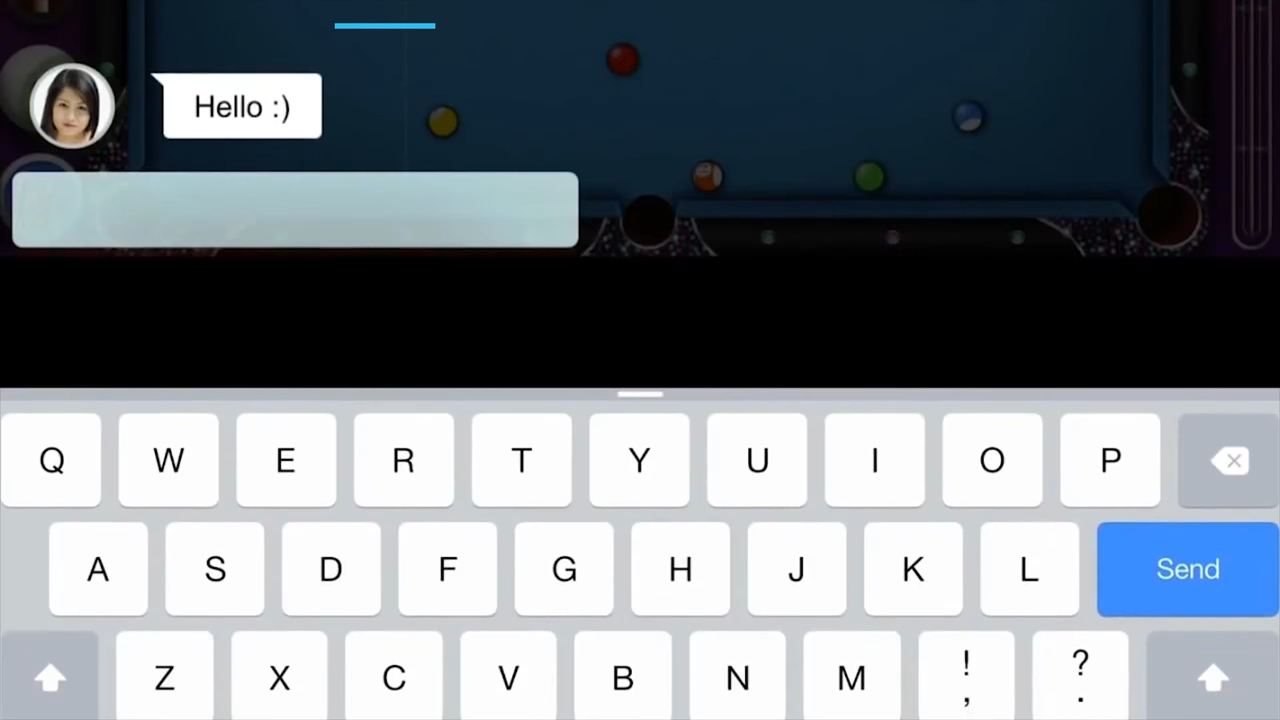 Hello :)
Q W E R T Y U I O P
A S D F G H J K L Send
Z X C V B N M ! , ? .